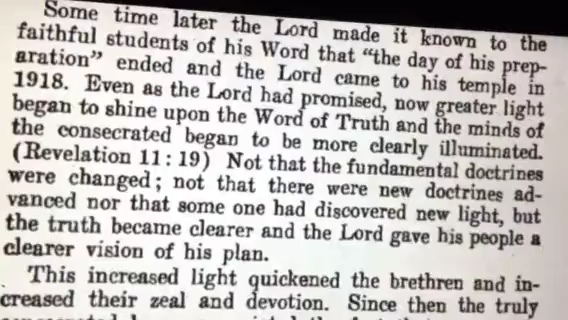 Some time later the Lord made it known to the
faithful students of his Word that “the day of his prep-
aration” ended and the Lord came to his temple in
1918. Even as the Lord had promised, now greater light
began to shine upon the Word of Truth and the minds of
the consecrated began to be more clearly illuminated.
(Revelation 11:19) Not that the fundamental doctrines
were changed; not that there were new doctrines ad-
vanced nor that some one had discovered new light, but
the truth became clearer and the Lord gave his people a
clearer vision of his plan.
This increased light quickened the brethren and in-
creased their zeal and devotion. Since then the truly